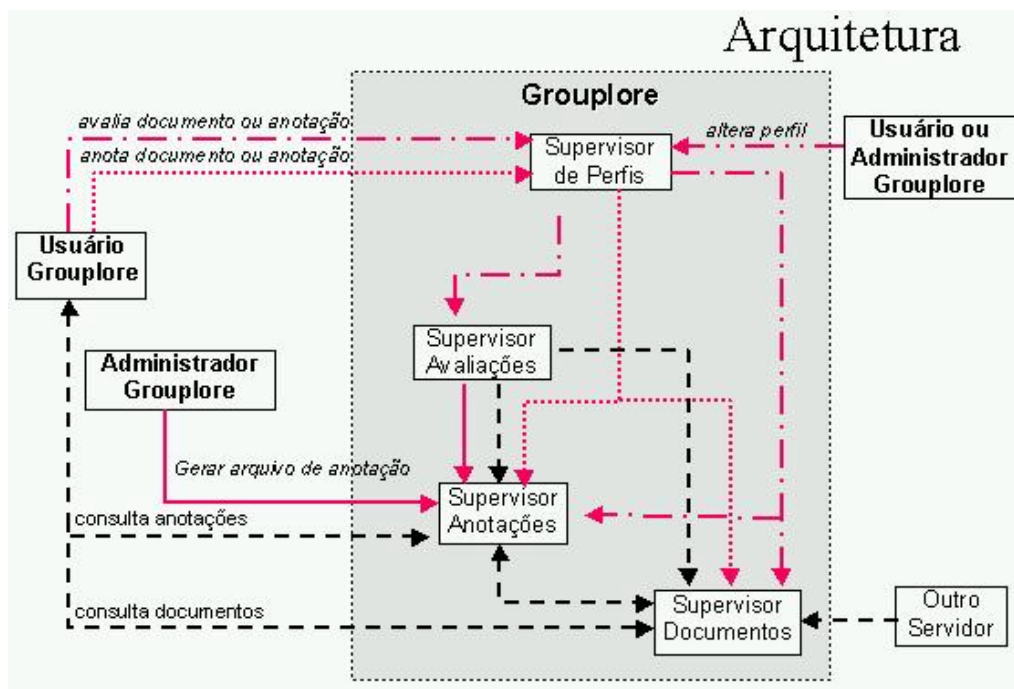 Arquitetura
Grouplore
avalia documento ou anotação
anota documento ou anotação
altera perfil
Supervisor
de Perfis
Usuário ou
Administrador
Grouplore
Usuário
Grouplore
Supervisor
Avaliações
Administrador
Grouplore
Gerar arquivo de anotação
Supervisor
Anotações
consulta anotações
consulta documentos
Supervisor
Documentos
Outro
Servidor